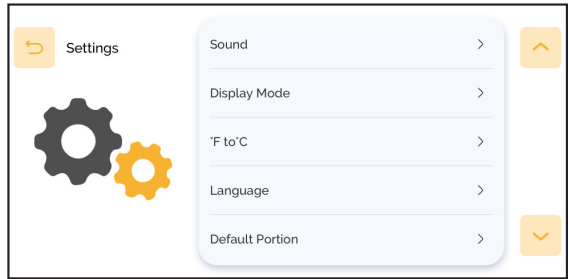 Settings
Sound
Display Mode
°F to°C
Language
Default Portion